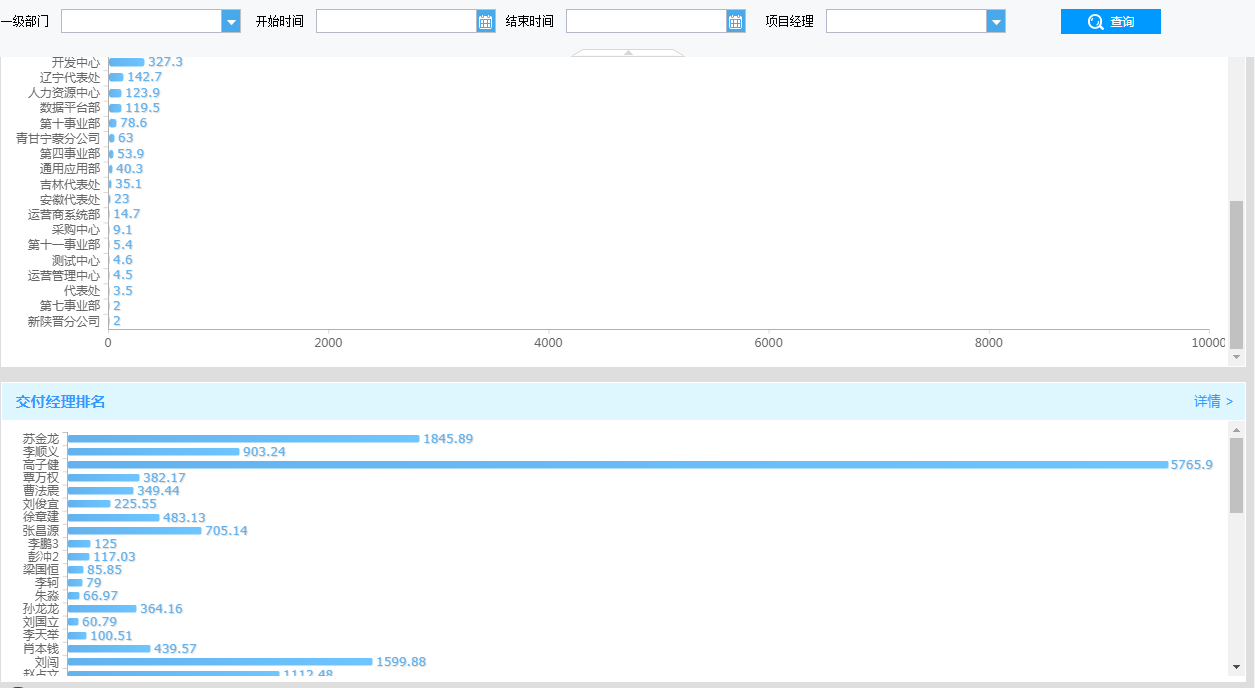 一级部门 开始时间 结束时间 项目经理 查询
开发中心 327.3
辽宁代表处 142.7
人力资源中心 123.9
数据平台部 119.5
第十事业部 78.6
青甘宁蒙分公司 63
第四事业部 53.9
通用应用部 40.3
吉林代表处 35.1
安徽代表处 23
运营商系统部 14.7
采购中心 9.1
第十一事业部 5.4
测试中心 4.6
运营管理中心 4.5
代表处 3.5
第七事业部 2
新陕晋分公司 2
0 2000 4000 6000 8000 10000
交付经理排名 详情 >
苏金龙 1845.89
李顺义 903.24
高子健 5765.9
覃万权 382.17
曹法震 349.44
刘俊宜 225.55
徐章建 483.13
张昌源 705.14
李鹏3 125
彭冲2 117.03
梁国恒 85.85
李轲 79
朱淼 66.97
孙龙龙 364.16
刘国立 60.79
李天举 100.51
肖本钱 439.57
刘闯 1599.88
赵占文 1112.48